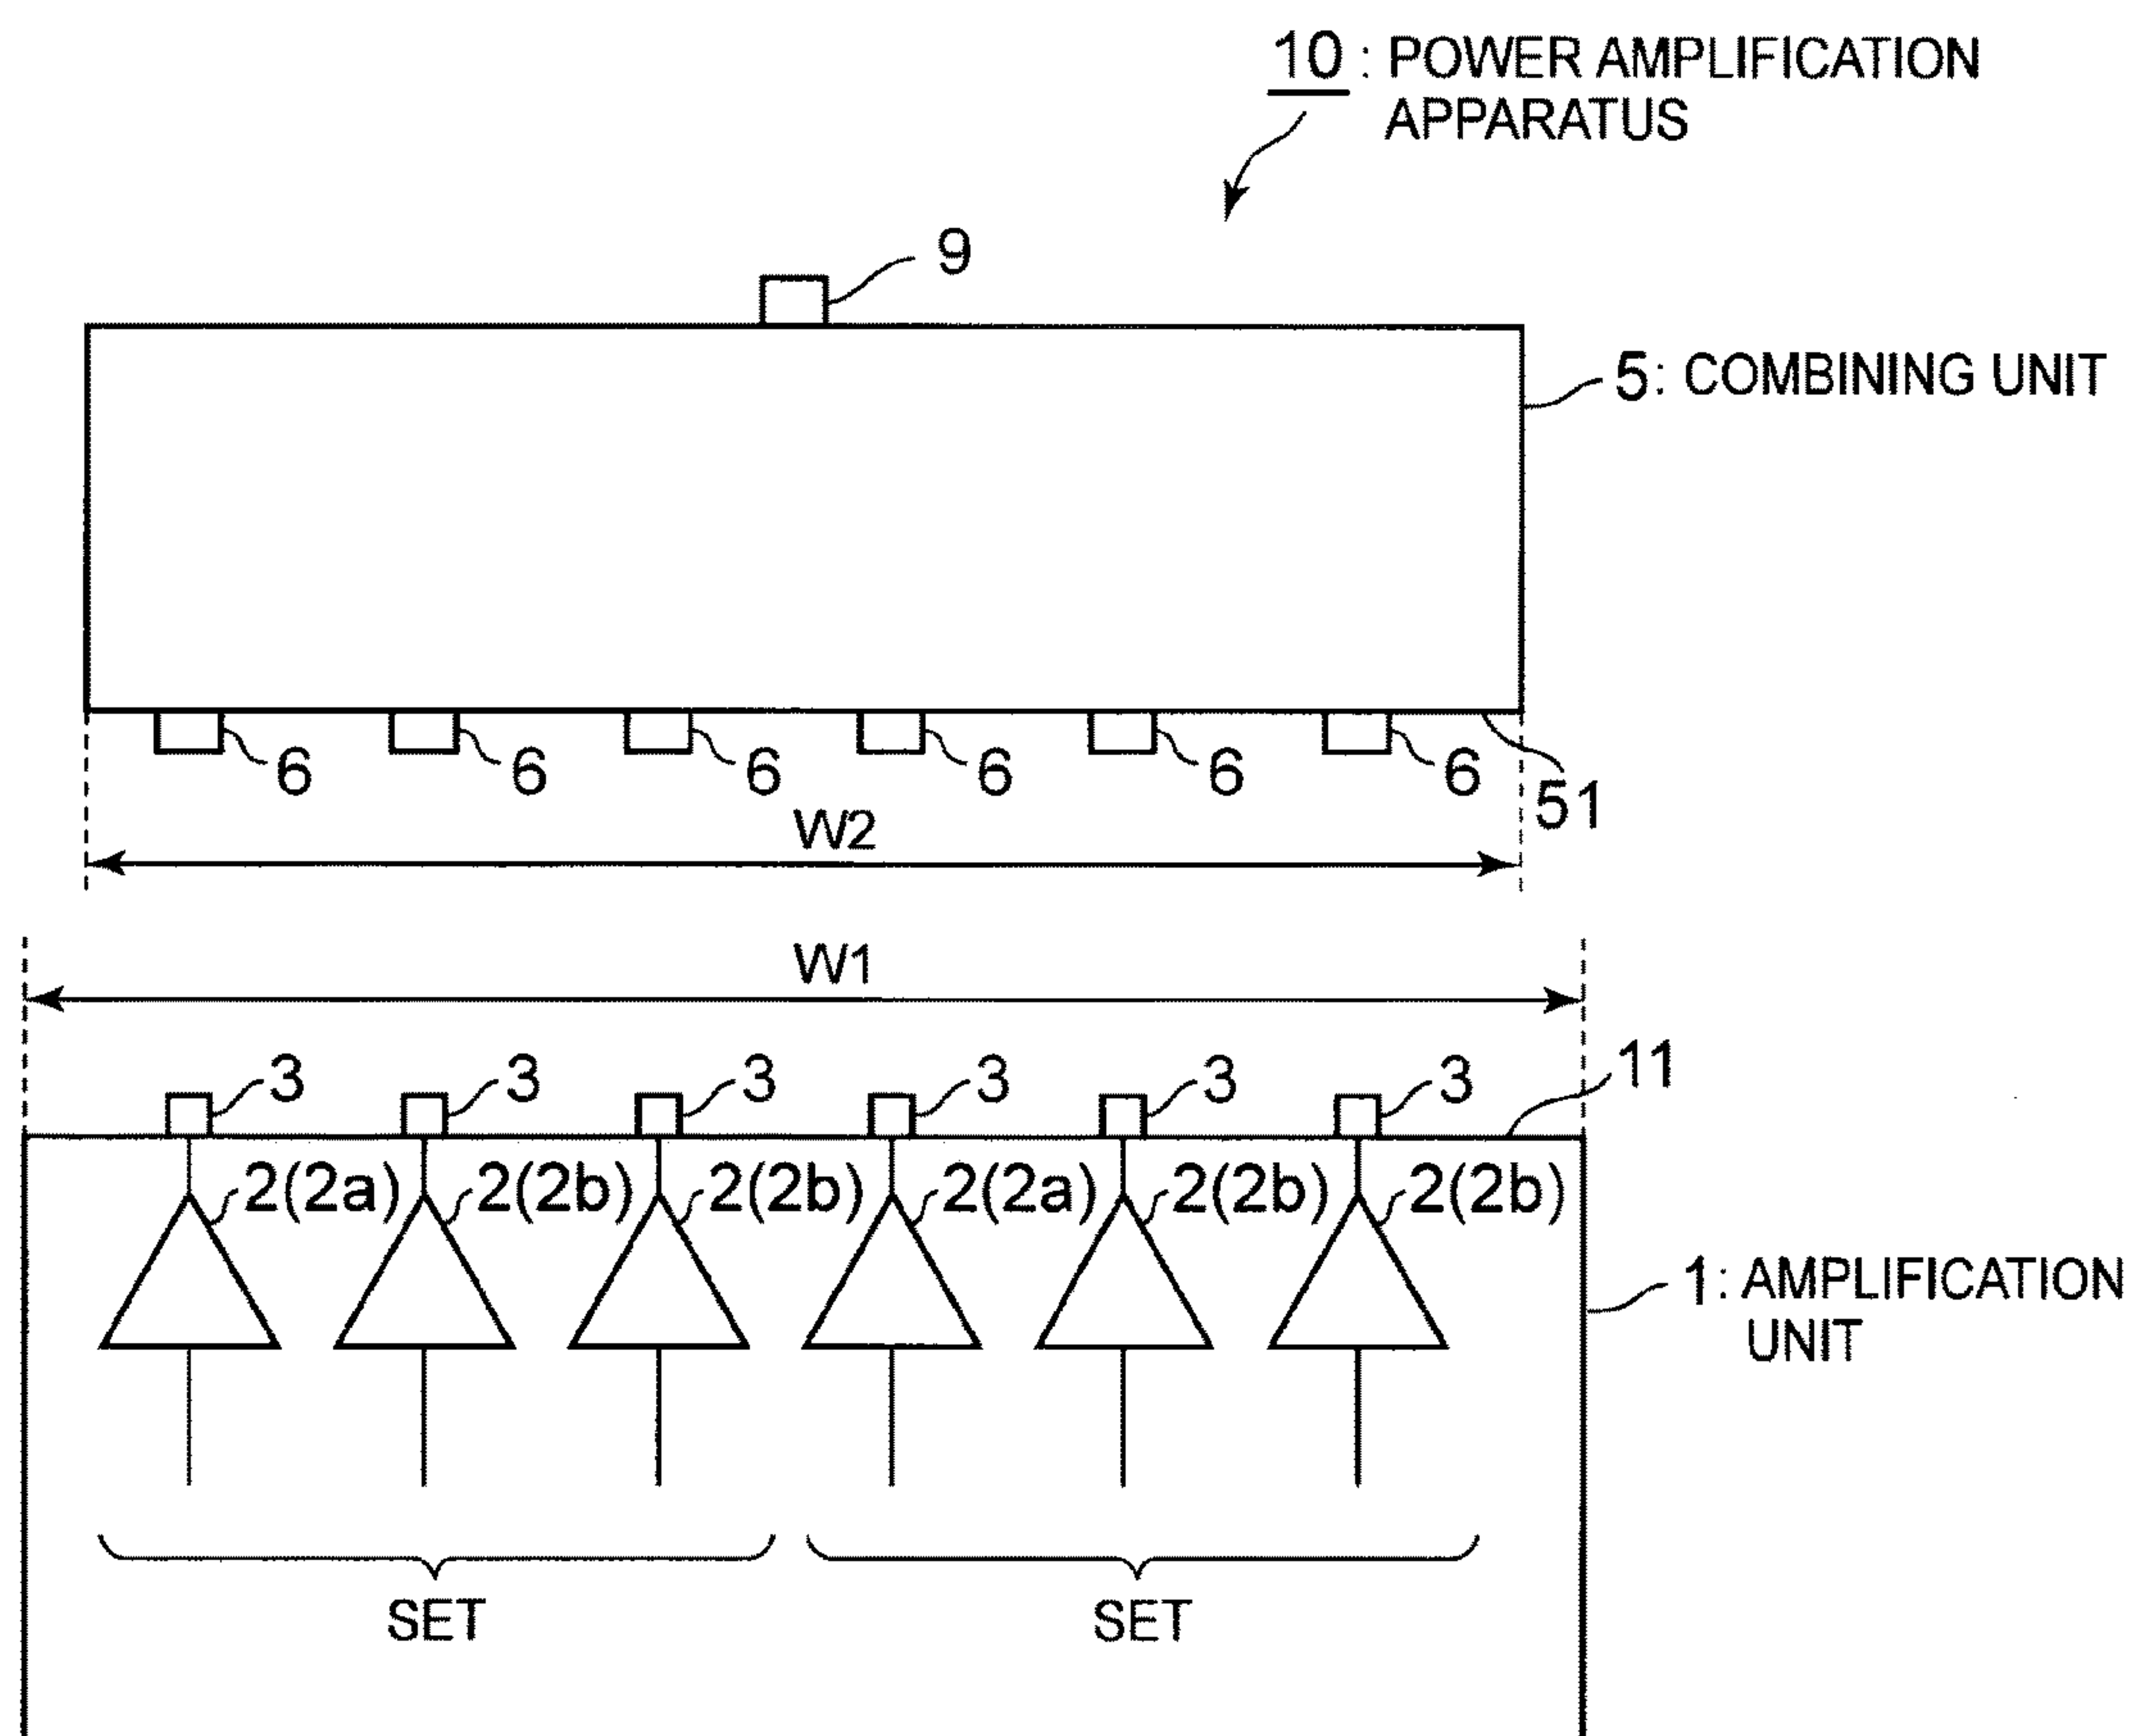 10 : POWER AMPLIFICATION
APPARATUS
9
5: COMBINING UNIT
6 6 6 6 6 6
51
W2
W1
3 3 3 3 3 3 11
2(2a) 2(2b) 2(2b) 2(2a) 2(2b) 2(2b)
1: AMPLIFICATION
UNIT
SET SET